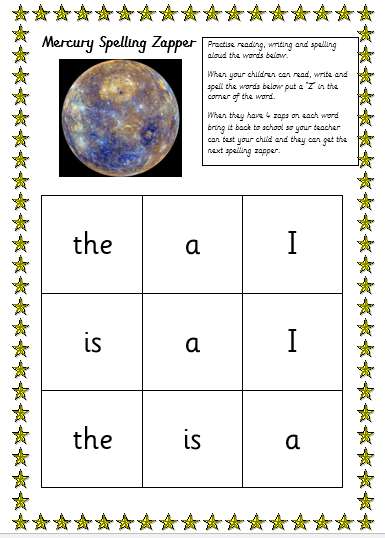 Mercury Spelling Zapper
Practise reading, writing and spelling
aloud the words below.
When your children can read, write and
spell the words below put a "Z" in the
corner of the word.
When they have 4 zaps on each word
bring it back to school so your teacher
can test your child and they can get the
next spelling zapper.
the a I
is a I
the is a